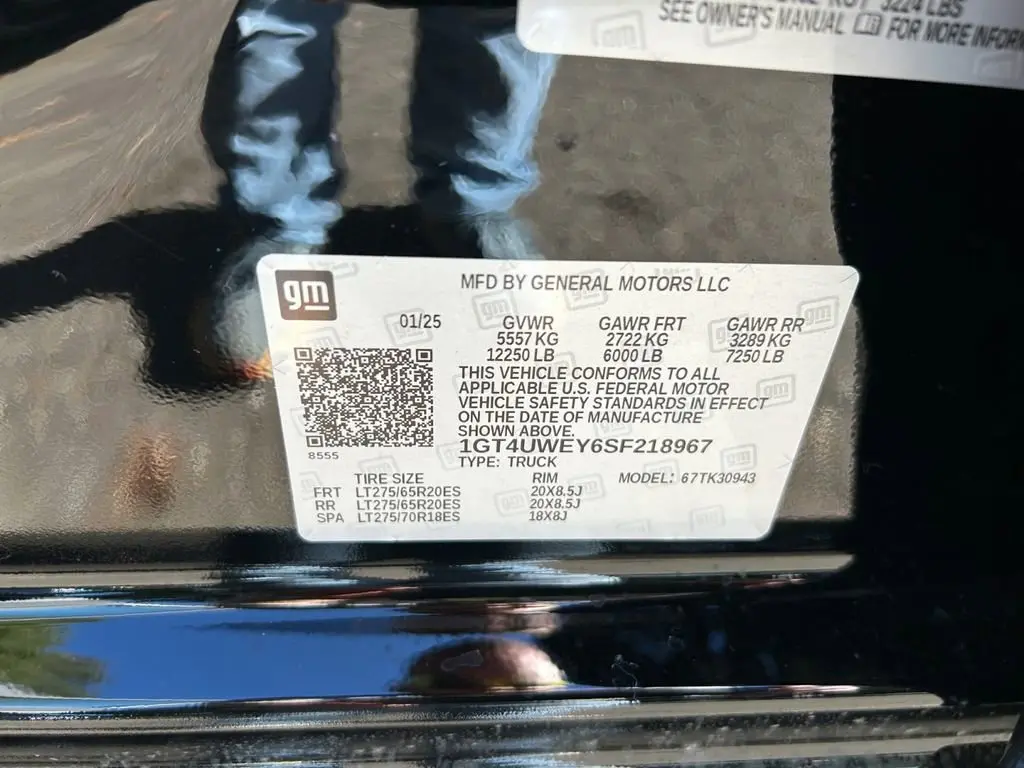 3224 LBS
SEE OWNER'S MANUAL FOR MORE INFORM
gm
MFD BY GENERAL MOTORS LLC
01/25 GVWR GAWR FRT GAWR RR
5557 KG 2722 KG 3289 KG
12250 LB 6000 LB 7250 LB
THIS VEHICLE CONFORMS TO ALL
APPLICABLE U.S. FEDERAL MOTOR
VEHICLE SAFETY STANDARDS IN EFFECT
ON THE DATE OF MANUFACTURE
SHOWN ABOVE.
8555
1GT4UWEY6SF218967
TYPE: TRUCK
TIRE SIZE RIM MODEL: 67TK30943
FRT LT275/65R20ES 20X8.5J
RR LT275/65R20ES 20X8.5J
SPA LT275/70R18ES 18X8J